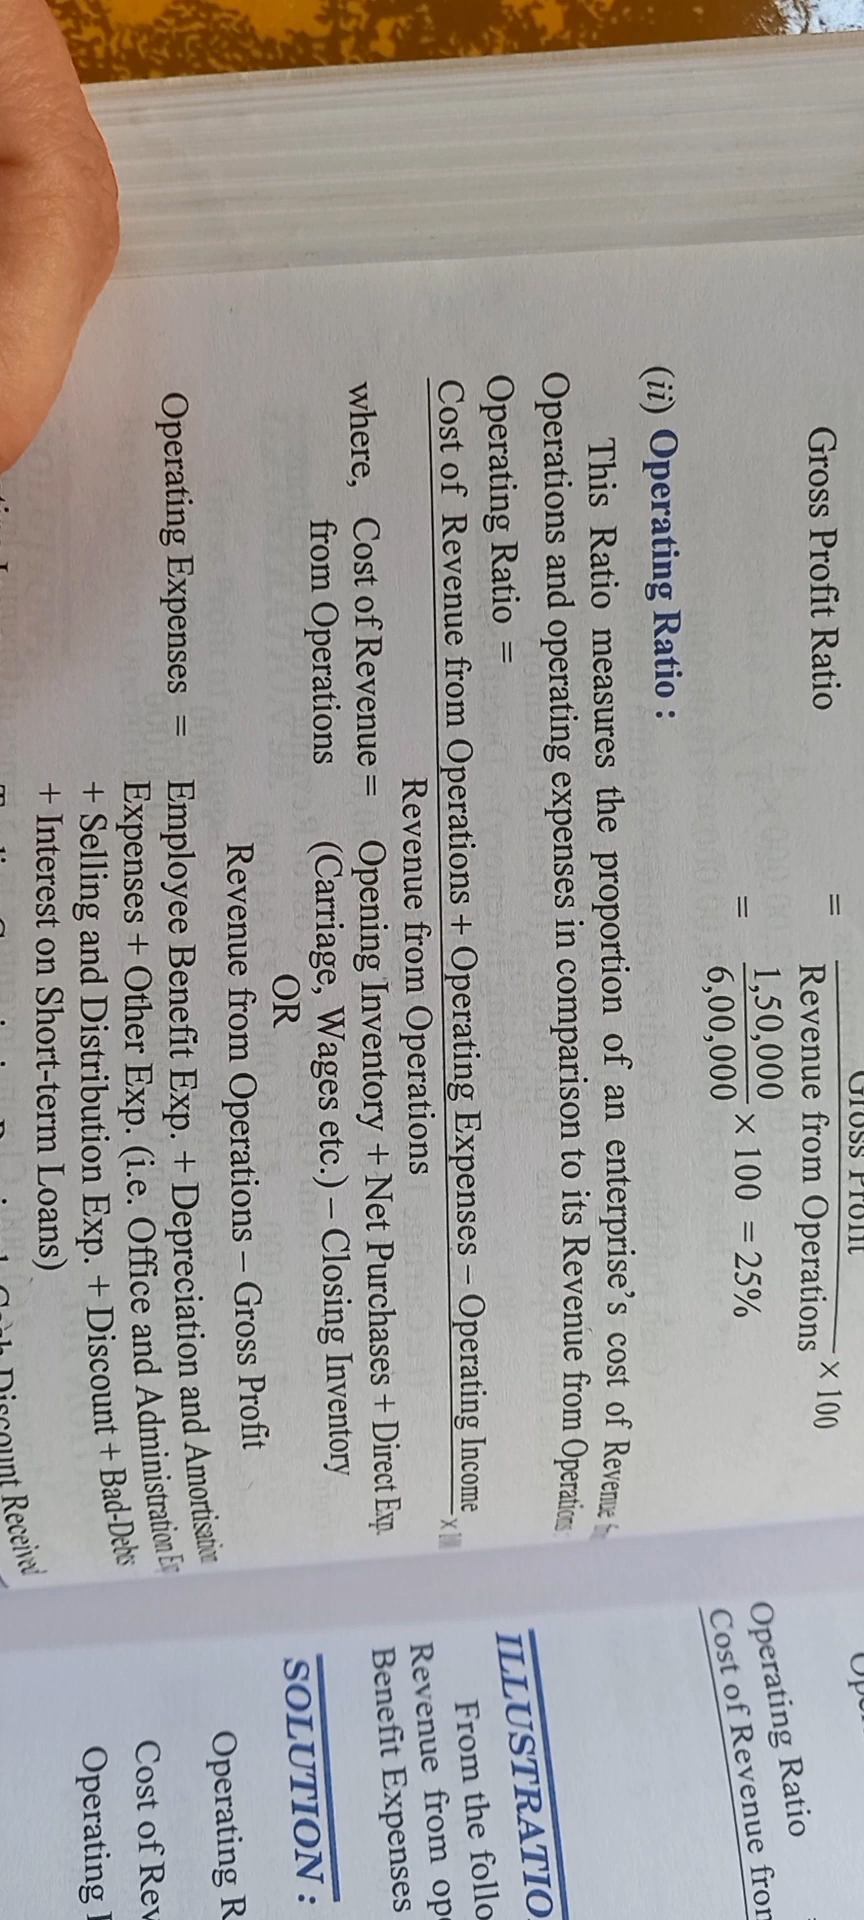 Gross Profit
Gross Profit Ratio = ——— × 100
Revenue from Operations
= 1,50,000
6,00,000 × 100 = 25%
(ii) Operating Ratio :
This Ratio measures the proportion of an enterprise's cost of Revenue
Operations and operating expenses in comparison to its Revenue from Operations
Operating Ratio =
Cost of Revenue from Operations + Operating Expenses – Operating Income
Revenue from Operations
where, Cost of Revenue = Opening Inventory + Net Purchases + Direct Exp.
from Operations (Carriage, Wages etc.) – Closing Inventory
OR
Revenue from Operations – Gross Profit
Operating Expenses = Employee Benefit Exp. + Depreciation and Amortisation
Expenses + Other Exp. (i.e. Office and Administration
+ Selling and Distribution Exp. + Discount + Bad-Debts
+ Interest on Short-term Loans)
Discount Received
Operating Ratio
Cost of Revenue
ILLUSTRATIO
From the follo
Revenue from op
Benefit Expenses
SOLUTION :
Operating R
Cost of Rev
Operating